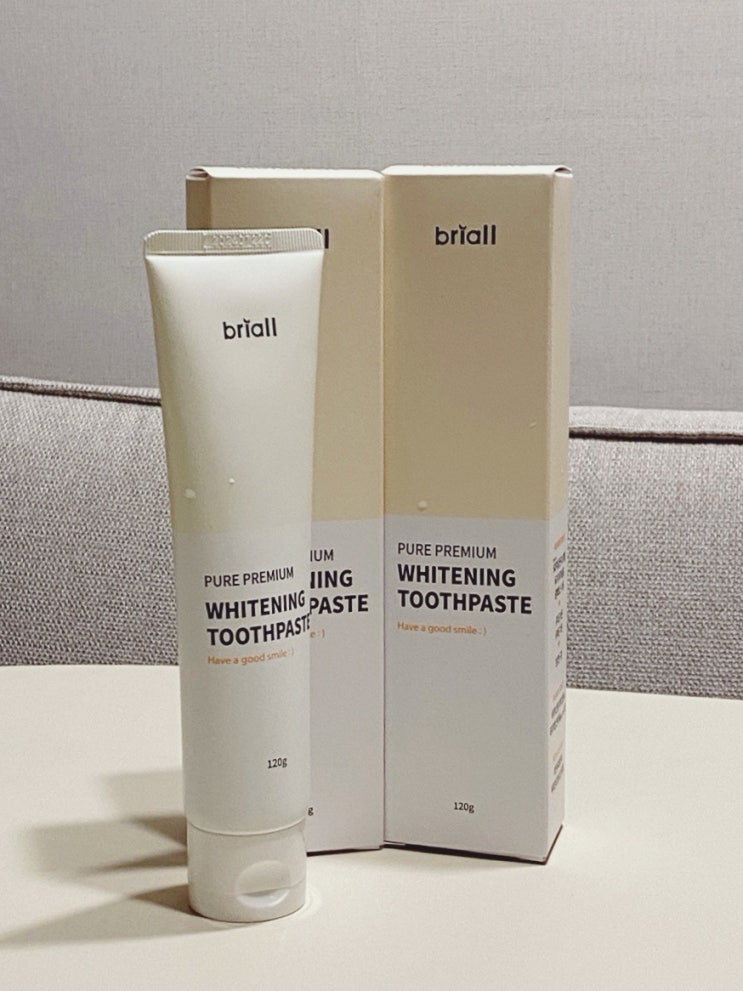 briall
PURE PREMIUM
WHITENING
TOOTHPASTE
Have a good smile : )
120g
briall
PURE PREMIUM
WHITENING
TOOTHPASTE
Have a good smile : )
120g